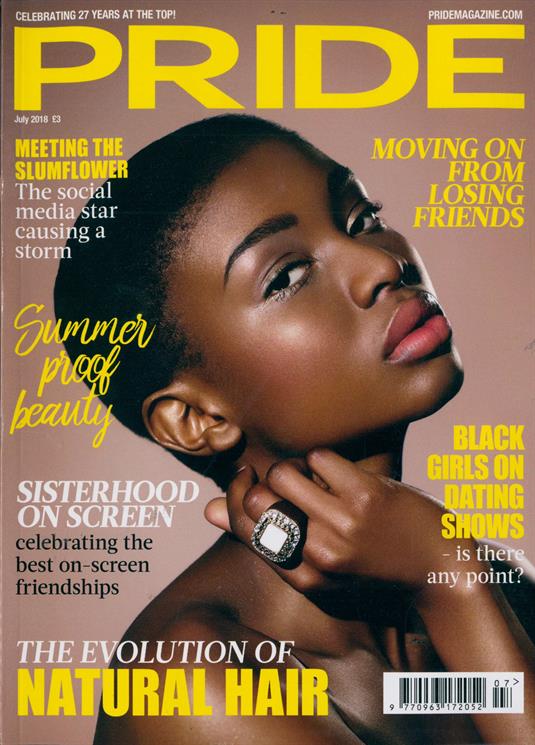 CELEBRATING 27 YEARS AT THE TOP!
PRIDEMAGAZINE.COM
PRIDE
July 2018 £3
MEETING THE
SLUMFLOWER
The social
media star
causing a
storm
MOVING ON
FROM
LOSING
FRIENDS
Summer
proof
beauty
BLACK
GIRLS ON
DATING
SHOWS
- is there
any point?
SISTERHOOD
ON SCREEN
celebrating the
best on-screen
friendships
THE EVOLUTION OF
NATURAL HAIR
07>
9 770963 172052